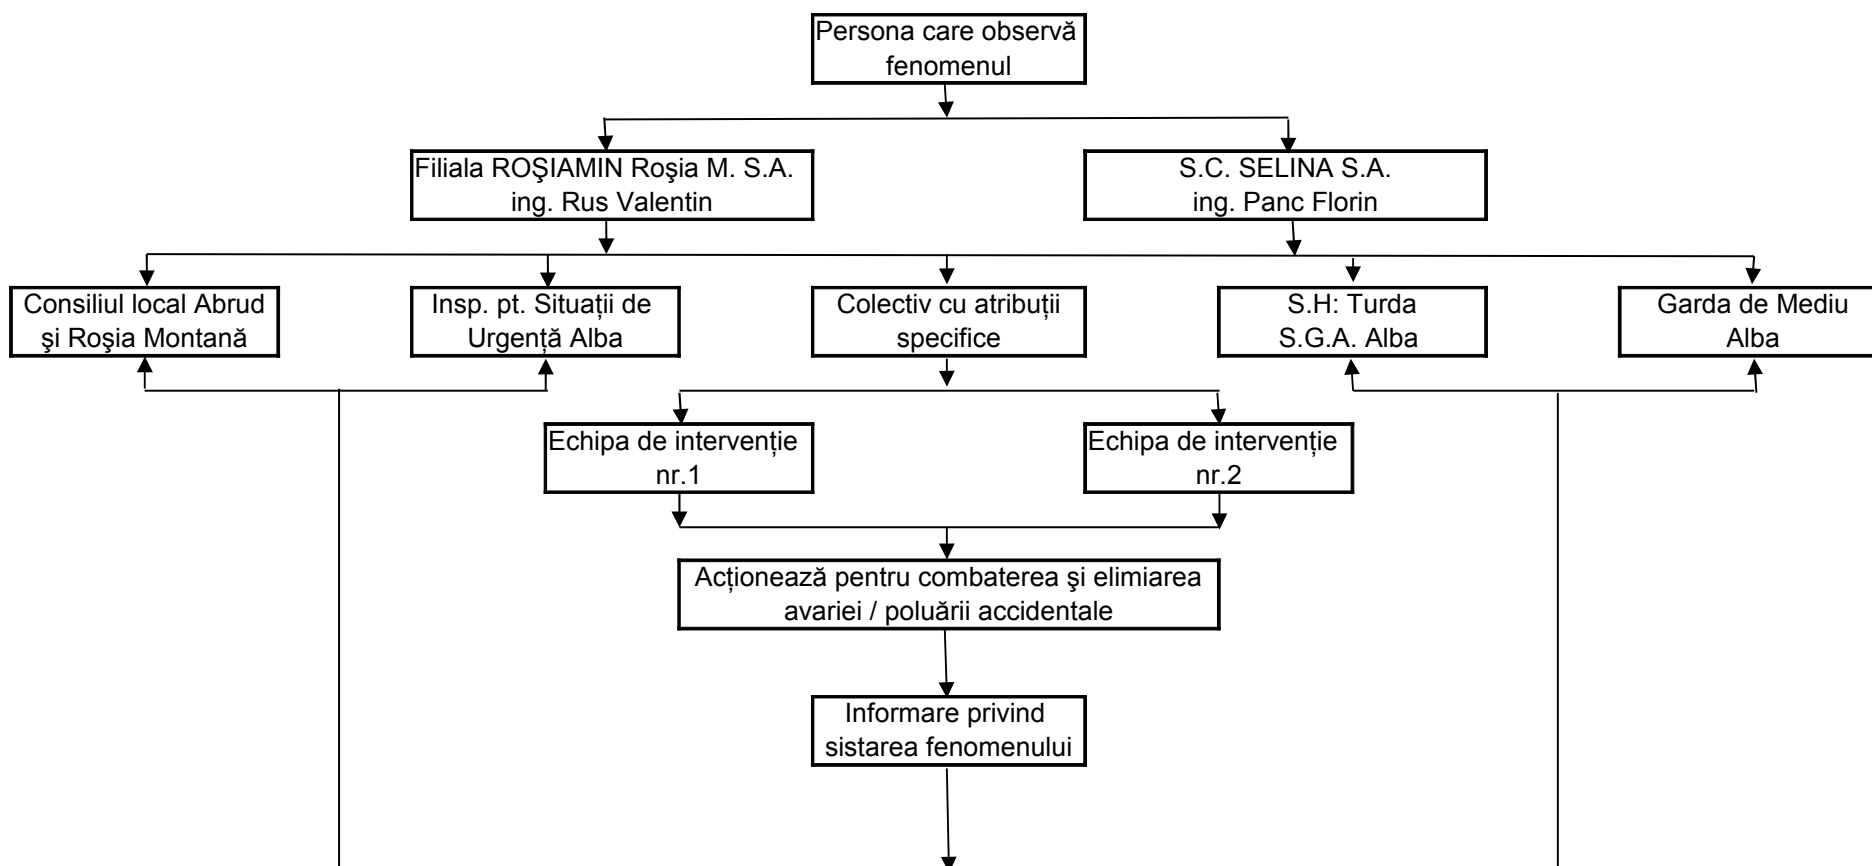 Persona care observă
fenomenul
Filiala ROŞIAMIN Roşia M. S.A.
ing. Rus Valentin
S.C. SELINA S.A.
ing. Panc Florin
Consiliul local Abrud
şi Roşia Montană
Insp. pt. Situații de
Urgență Alba
Colectiv cu atribuții
specifice
S.H: Turda
S.G.A. Alba
Garda de Mediu
Alba
Echipa de intervenție
nr.1
Echipa de intervenție
nr.2
Acționează pentru combaterea şi elimiarea
avariei / poluării accidentale
Informare privind
sistarea fenomenului